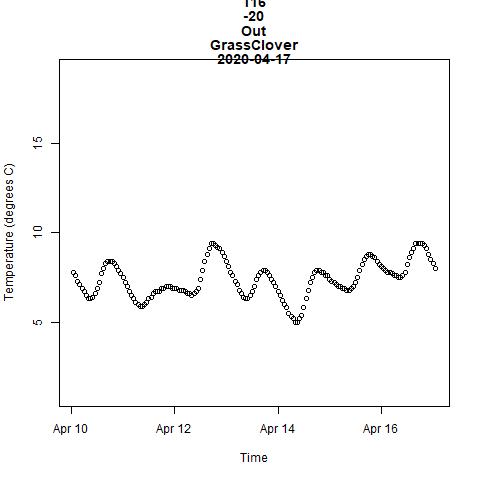 T16
-20
Out
GrassClover
2020-04-17
Temperature (degrees C)
15
10
5
Apr 10
Apr 12
Apr 14
Apr 16
Time